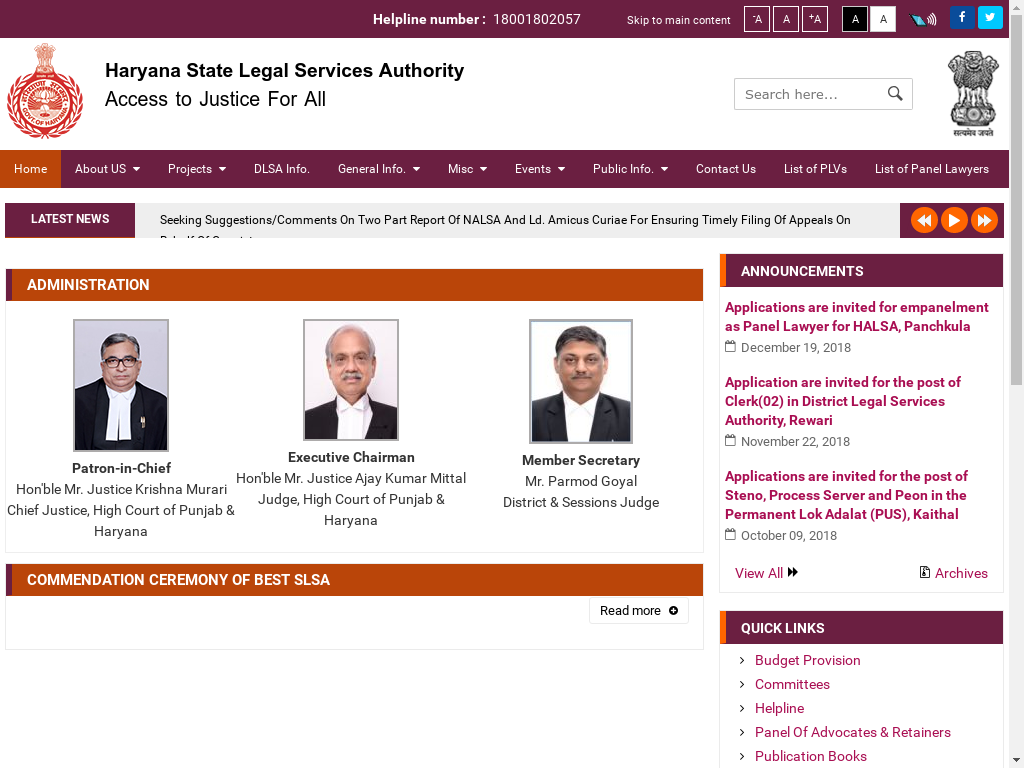 Helpline number : 18001802057
Skip to main content
-A
A
+A
A
A
Haryana State Legal Services Authority
Access to Justice For All
Search here...
सत्यमेव जयते
Home
About US
Projects
DLSA Info.
General Info.
Misc
Events
Public Info.
Contact Us
List of PLVs
List of Panel Lawyers
LATEST NEWS
Seeking Suggestions/Comments On Two Part Report Of NALSA And Ld. Amicus Curiae For Ensuring Timely Filing Of Appeals On
ADMINISTRATION
Patron-in-Chief
Hon'ble Mr. Justice Krishna Murari
Chief Justice, High Court of Punjab &
Haryana
Executive Chairman
Hon'ble Mr. Justice Ajay Kumar Mittal
Judge, High Court of Punjab &
Haryana
Member Secretary
Mr. Parmod Goyal
District & Sessions Judge
COMMENDATION CEREMONY OF BEST SLSA
Read more
ANNOUNCEMENTS
Applications are invited for empanelment
as Panel Lawyer for HALSA, Panchkula
December 19, 2018
Application are invited for the post of
Clerk(02) in District Legal Services
Authority, Rewari
November 22, 2018
Applications are invited for the post of
Steno, Process Server and Peon in the
Permanent Lok Adalat (PUS), Kaithal
October 09, 2018
View All
Archives
QUICK LINKS
Budget Provision
Committees
Helpline
Panel Of Advocates & Retainers
Publication Books